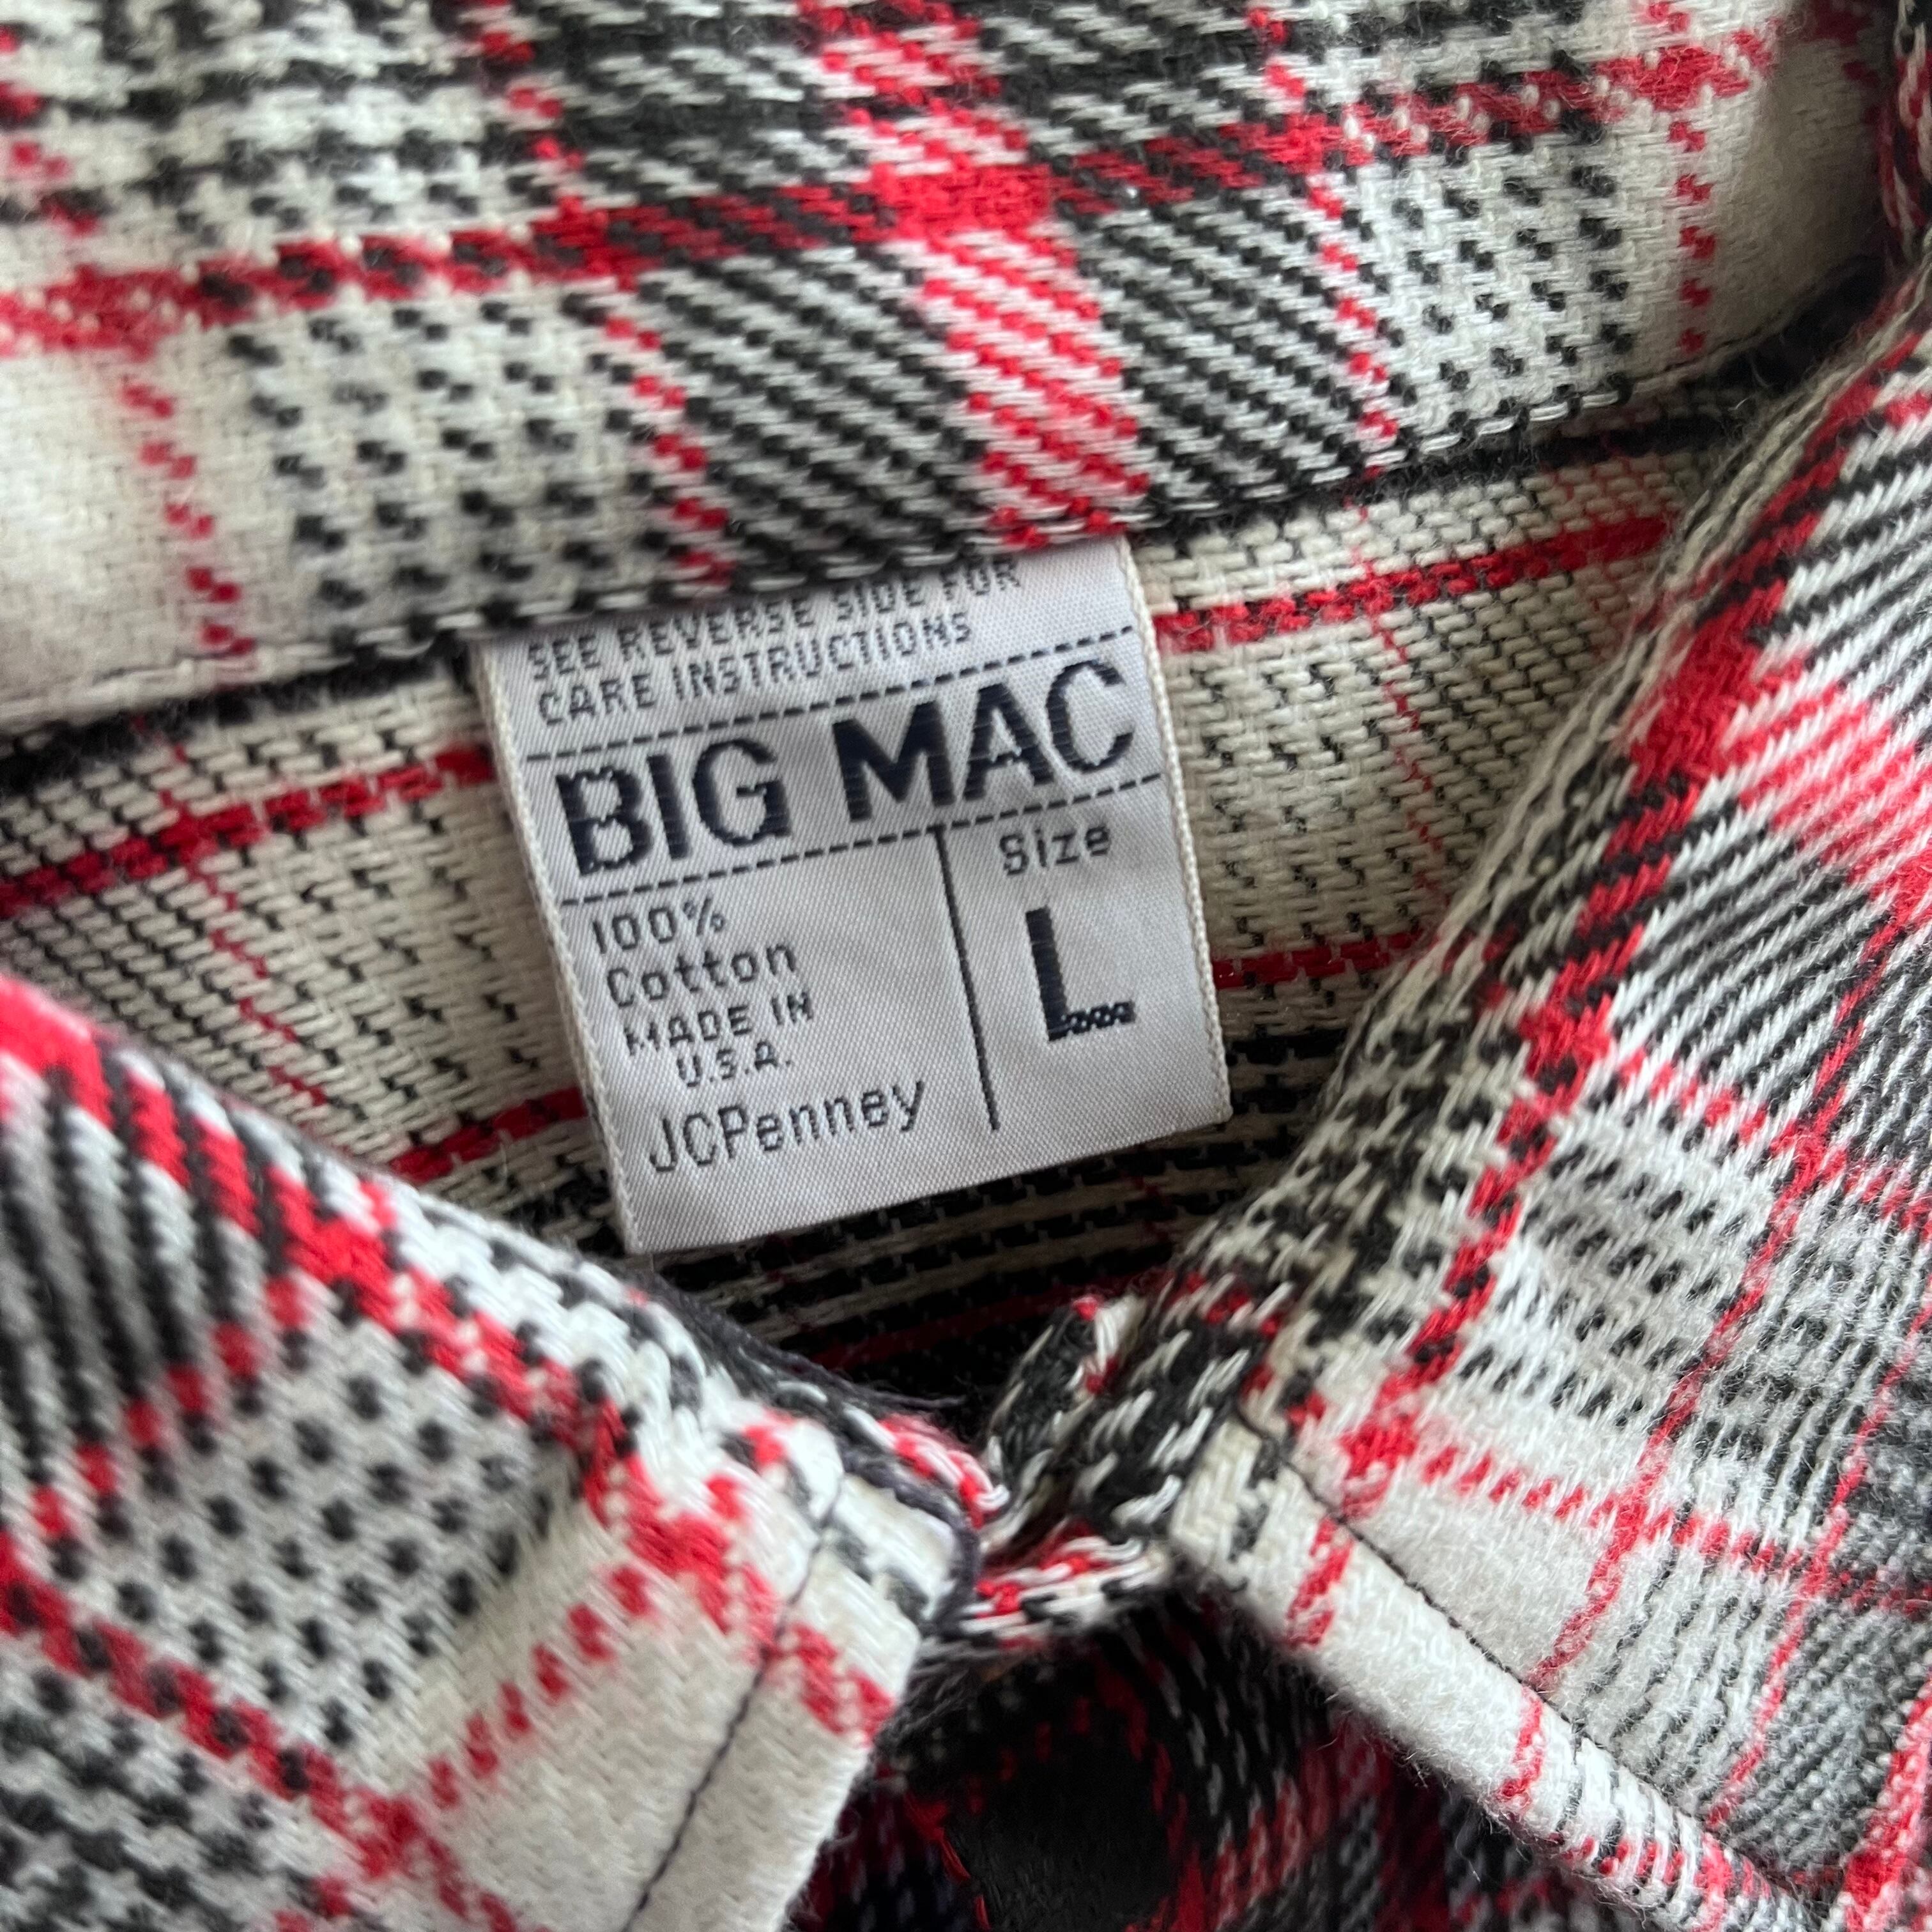 SEE REVERSE SIDE FOR
CARE INSTRUCTIONS
BIG MAC
100%
Cotton
MADE IN
U.S.A.
JCPenney
Size
L